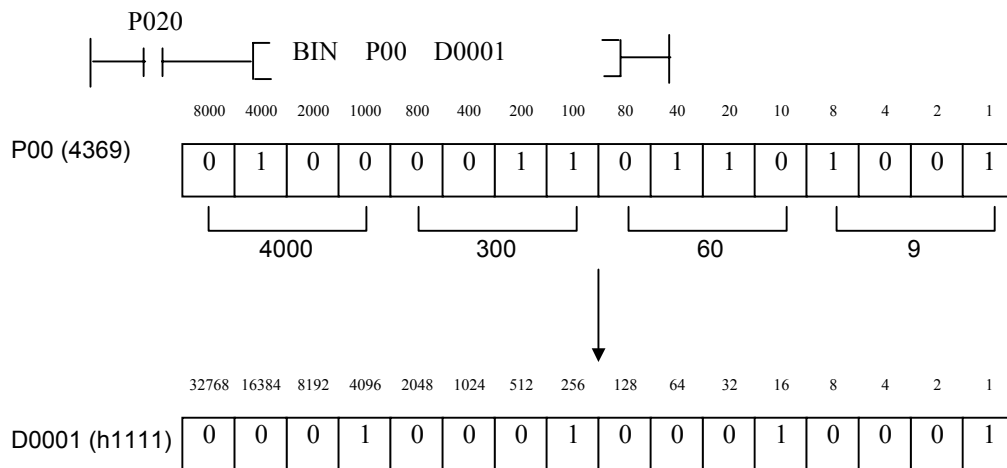 P020
BIN P00 D0001
8000 4000 2000 1000 800 400 200 100 80 40 20 10 8 4 2 1
P00 (4369) 0 1 0 0 0 0 1 1 0 1 1 0 1 0 0 1
4000 300 60 9
32768 16384 8192 4096 2048 1024 512 256 128 64 32 16 8 4 2 1
D0001 (h1111) 0 0 0 1 0 0 0 1 0 0 0 1 0 0 0 1